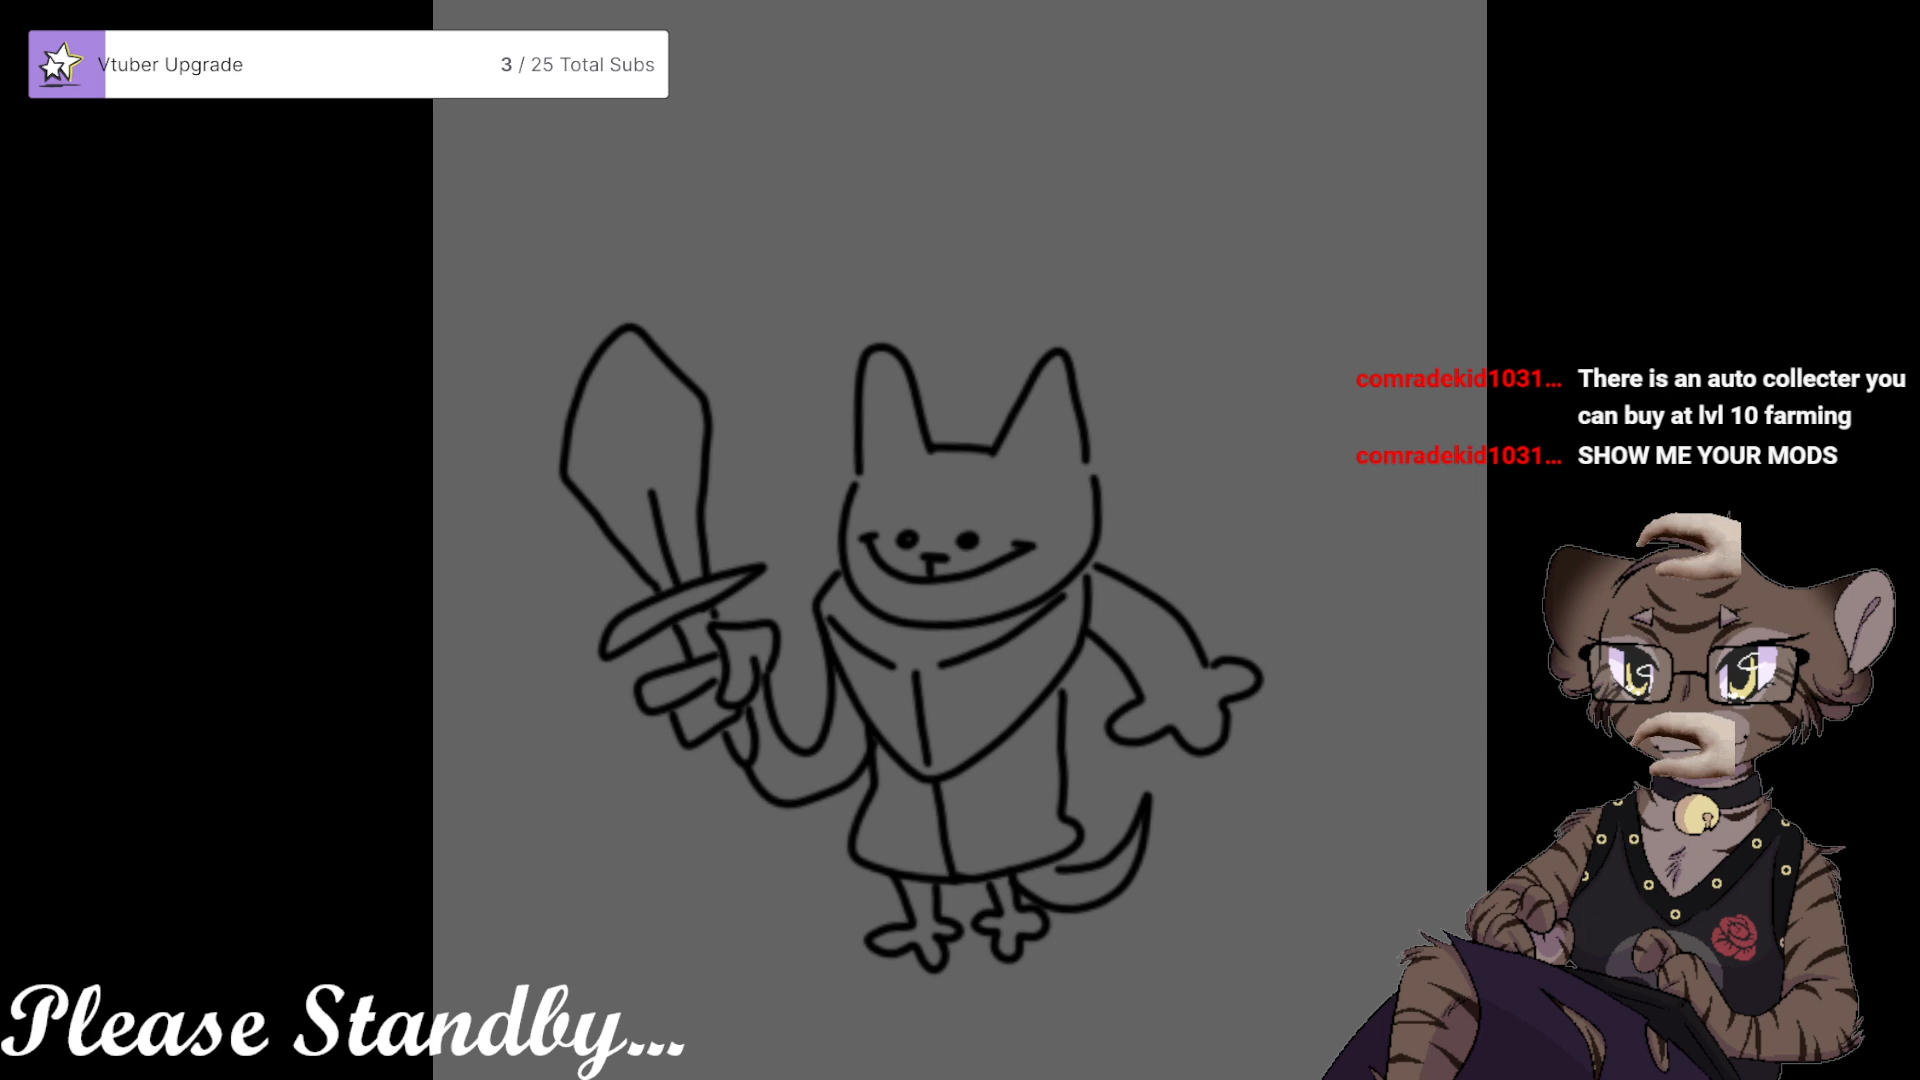 Vtuber Upgrade 3 / 25 Total Subs
comradekid1031... There is an auto collecter you
can buy at lvl 10 farming
comradekid1031... SHOW ME YOUR MODS
Please Standby...